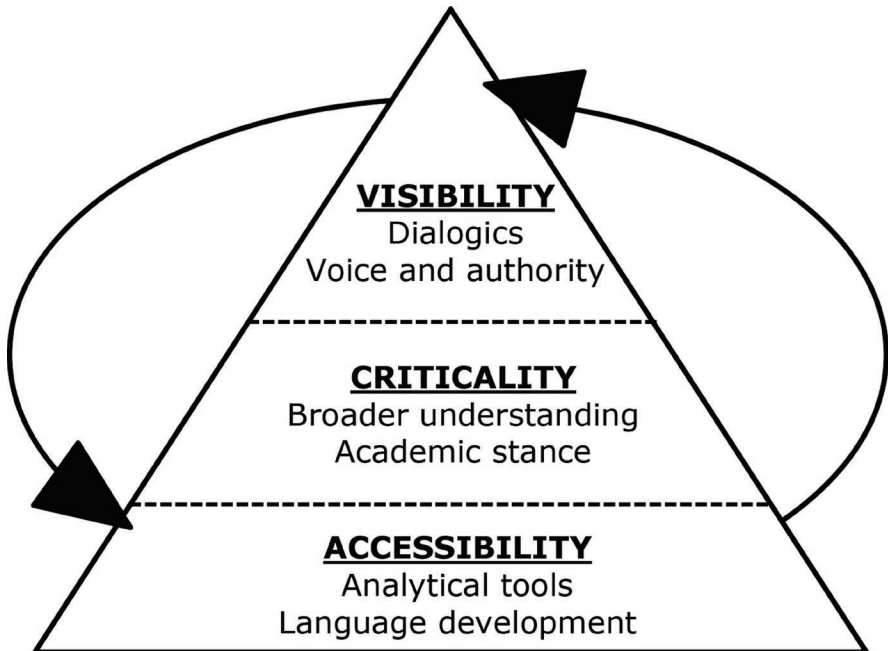 VISIBILITY
Dialogics
Voice and authority
CRITICALITY
Broader understanding
Academic stance
ACCESSIBILITY
Analytical tools
Language development